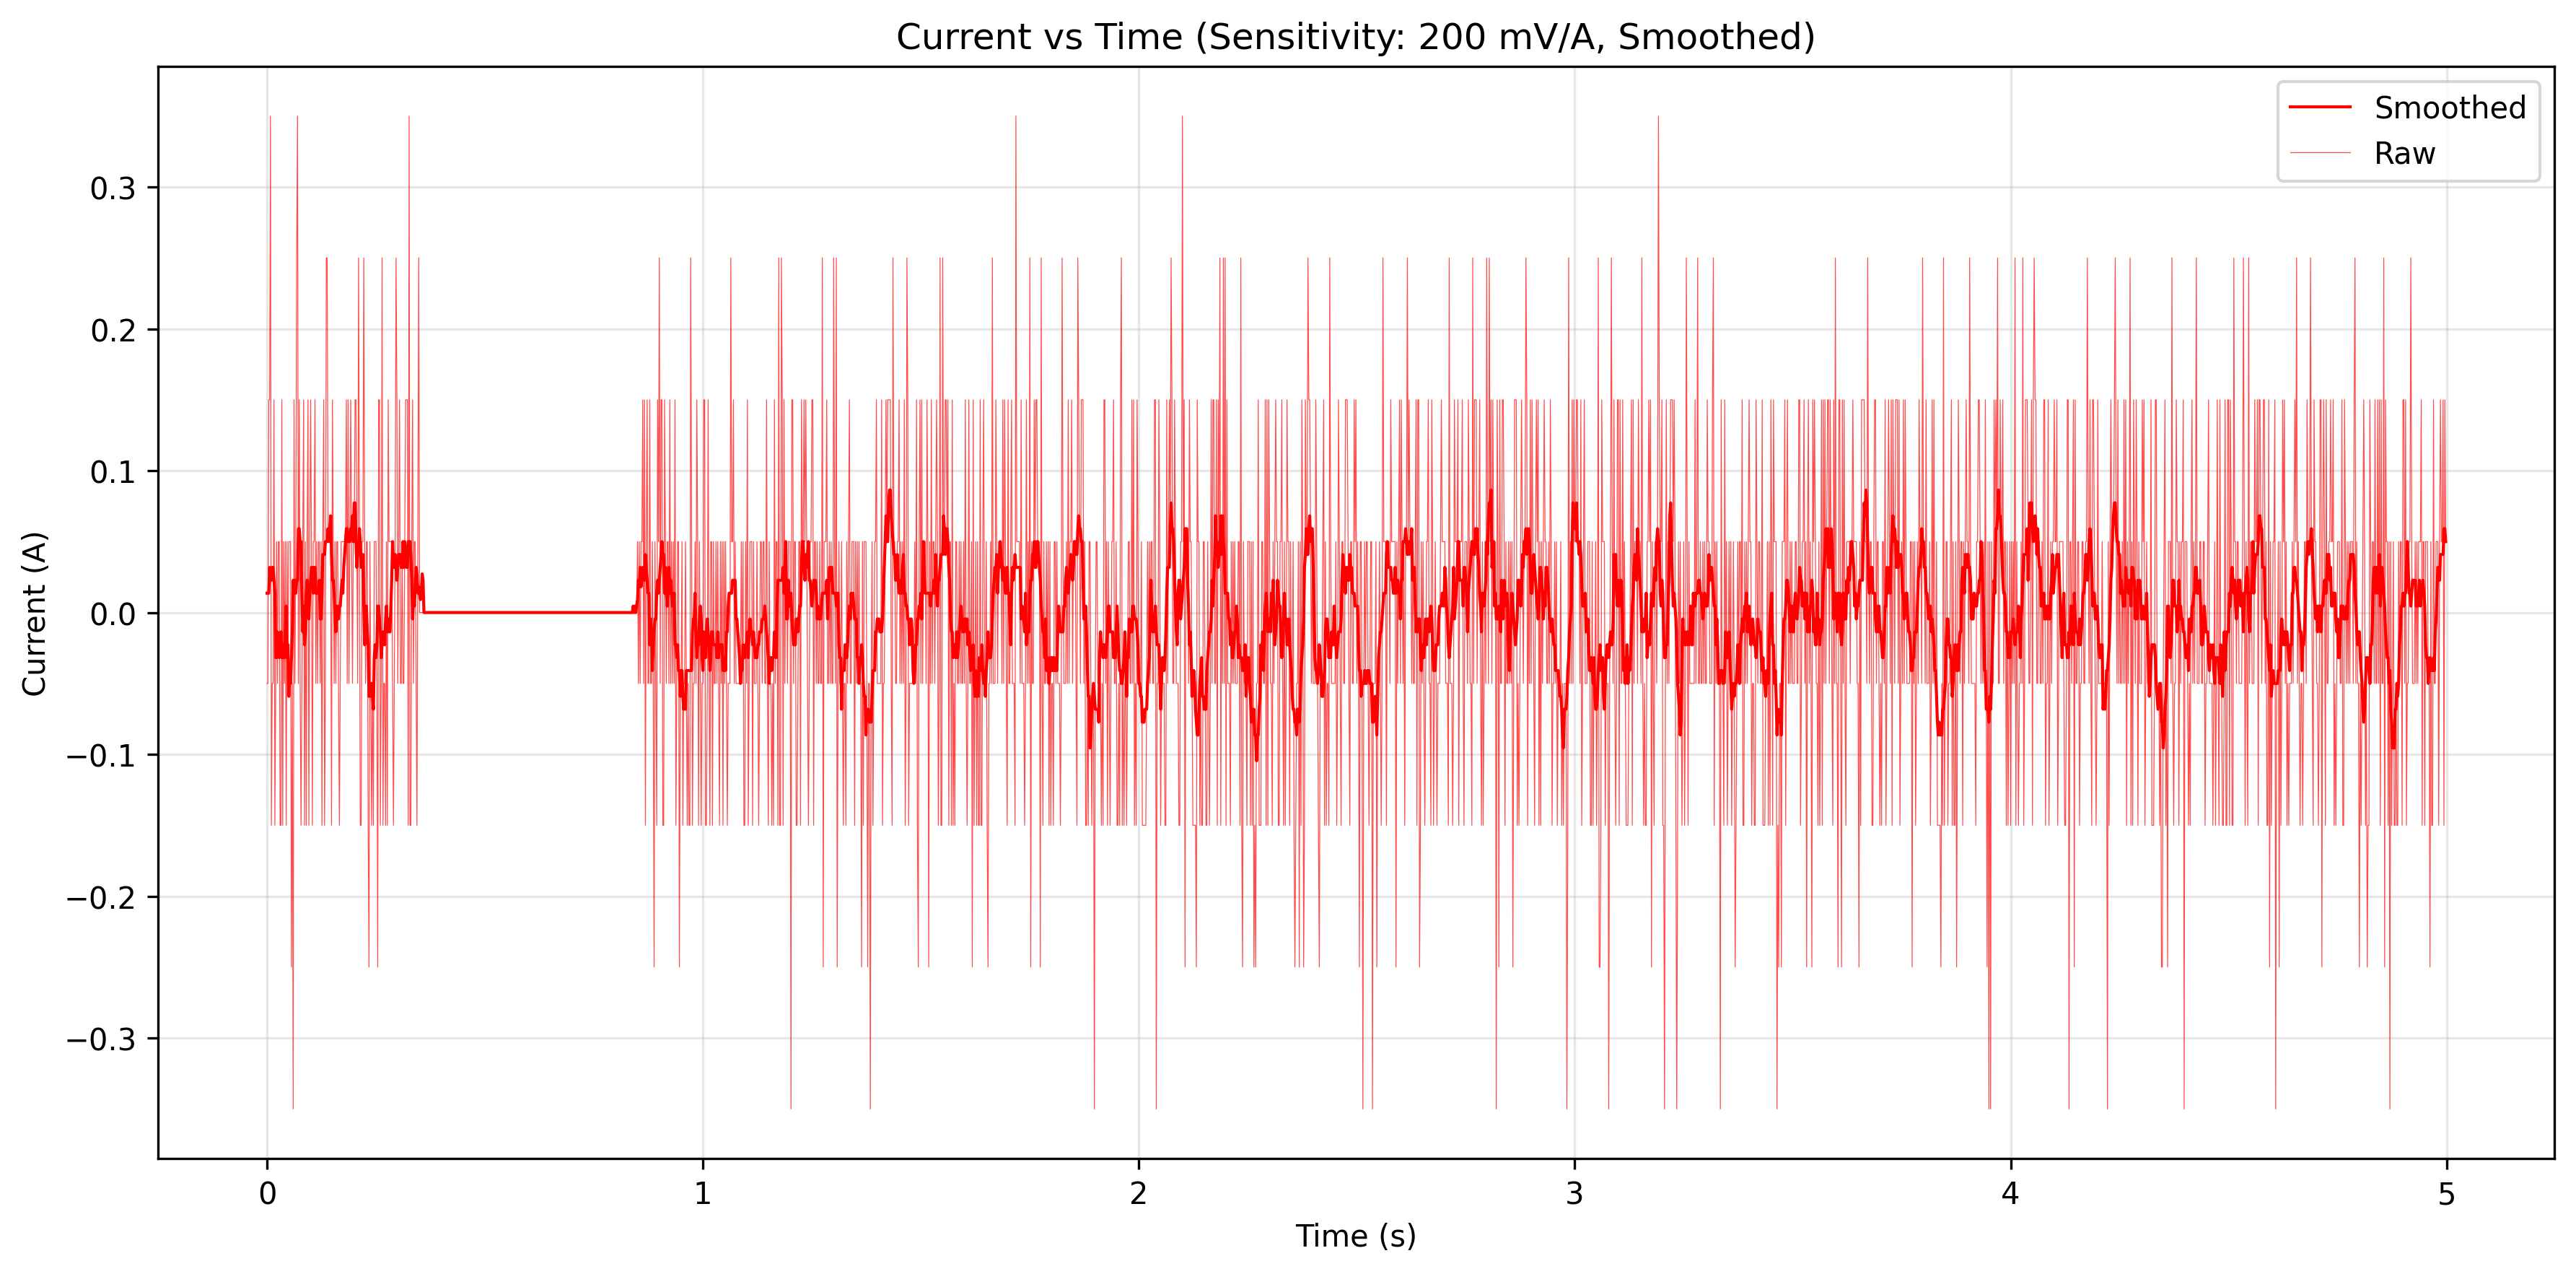 Current vs Time (Sensitivity: 200 mV/A, Smoothed)
Smoothed
Raw
0.3
0.2
0.1
0.0
−0.1
−0.2
−0.3
Current (A)
0 1 2 3 4 5
Time (s)